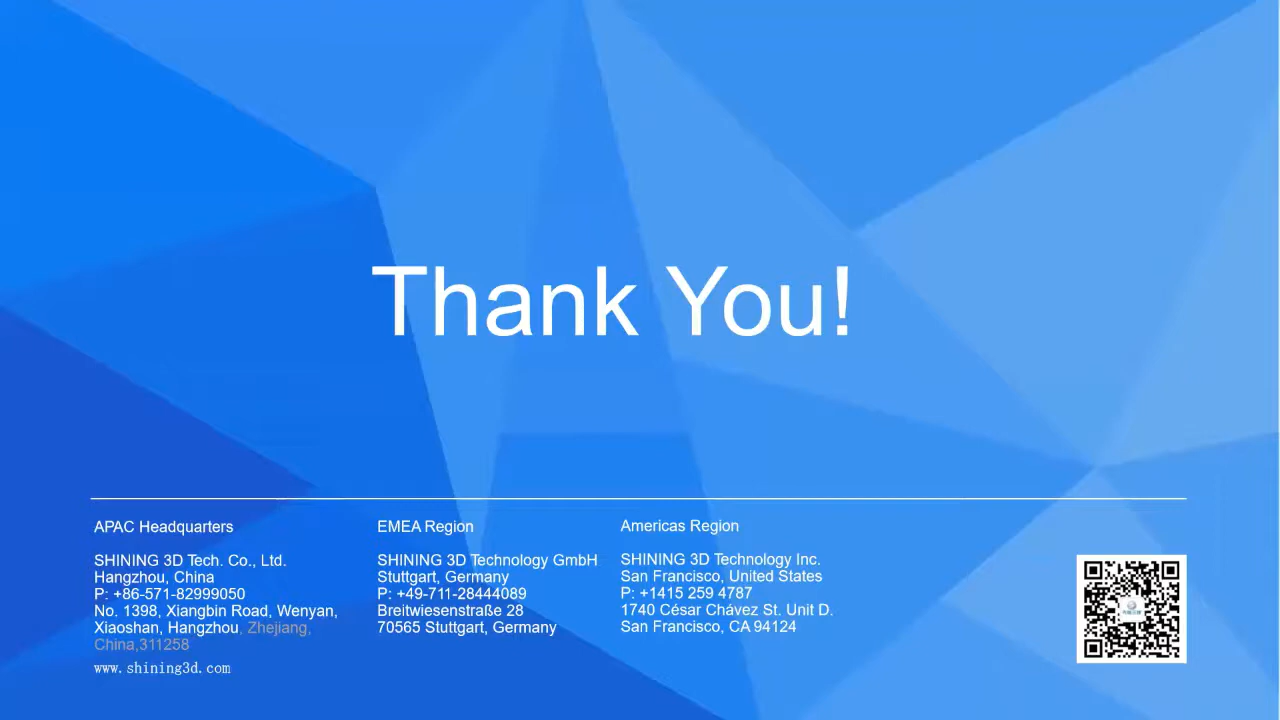 Thank You!
APAC Headquarters
SHINING 3D Tech. Co., Ltd.
Hangzhou, China
P: +86-571-82999050
No. 1398, Xiangbin Road, Wenyan,
Xiaoshan, Hangzhou, Zhejiang,
China,311258
www.shining3d.com
EMEA Region
SHINING 3D Technology GmbH
Stuttgart, Germany
P: +49-711-28444089
Breitwiesenstraße 28
70565 Stuttgart, Germany
Americas Region
SHINING 3D Technology Inc.
San Francisco, United States
P: +1415 259 4787
1740 César Chávez St. Unit D.
San Francisco, CA 94124